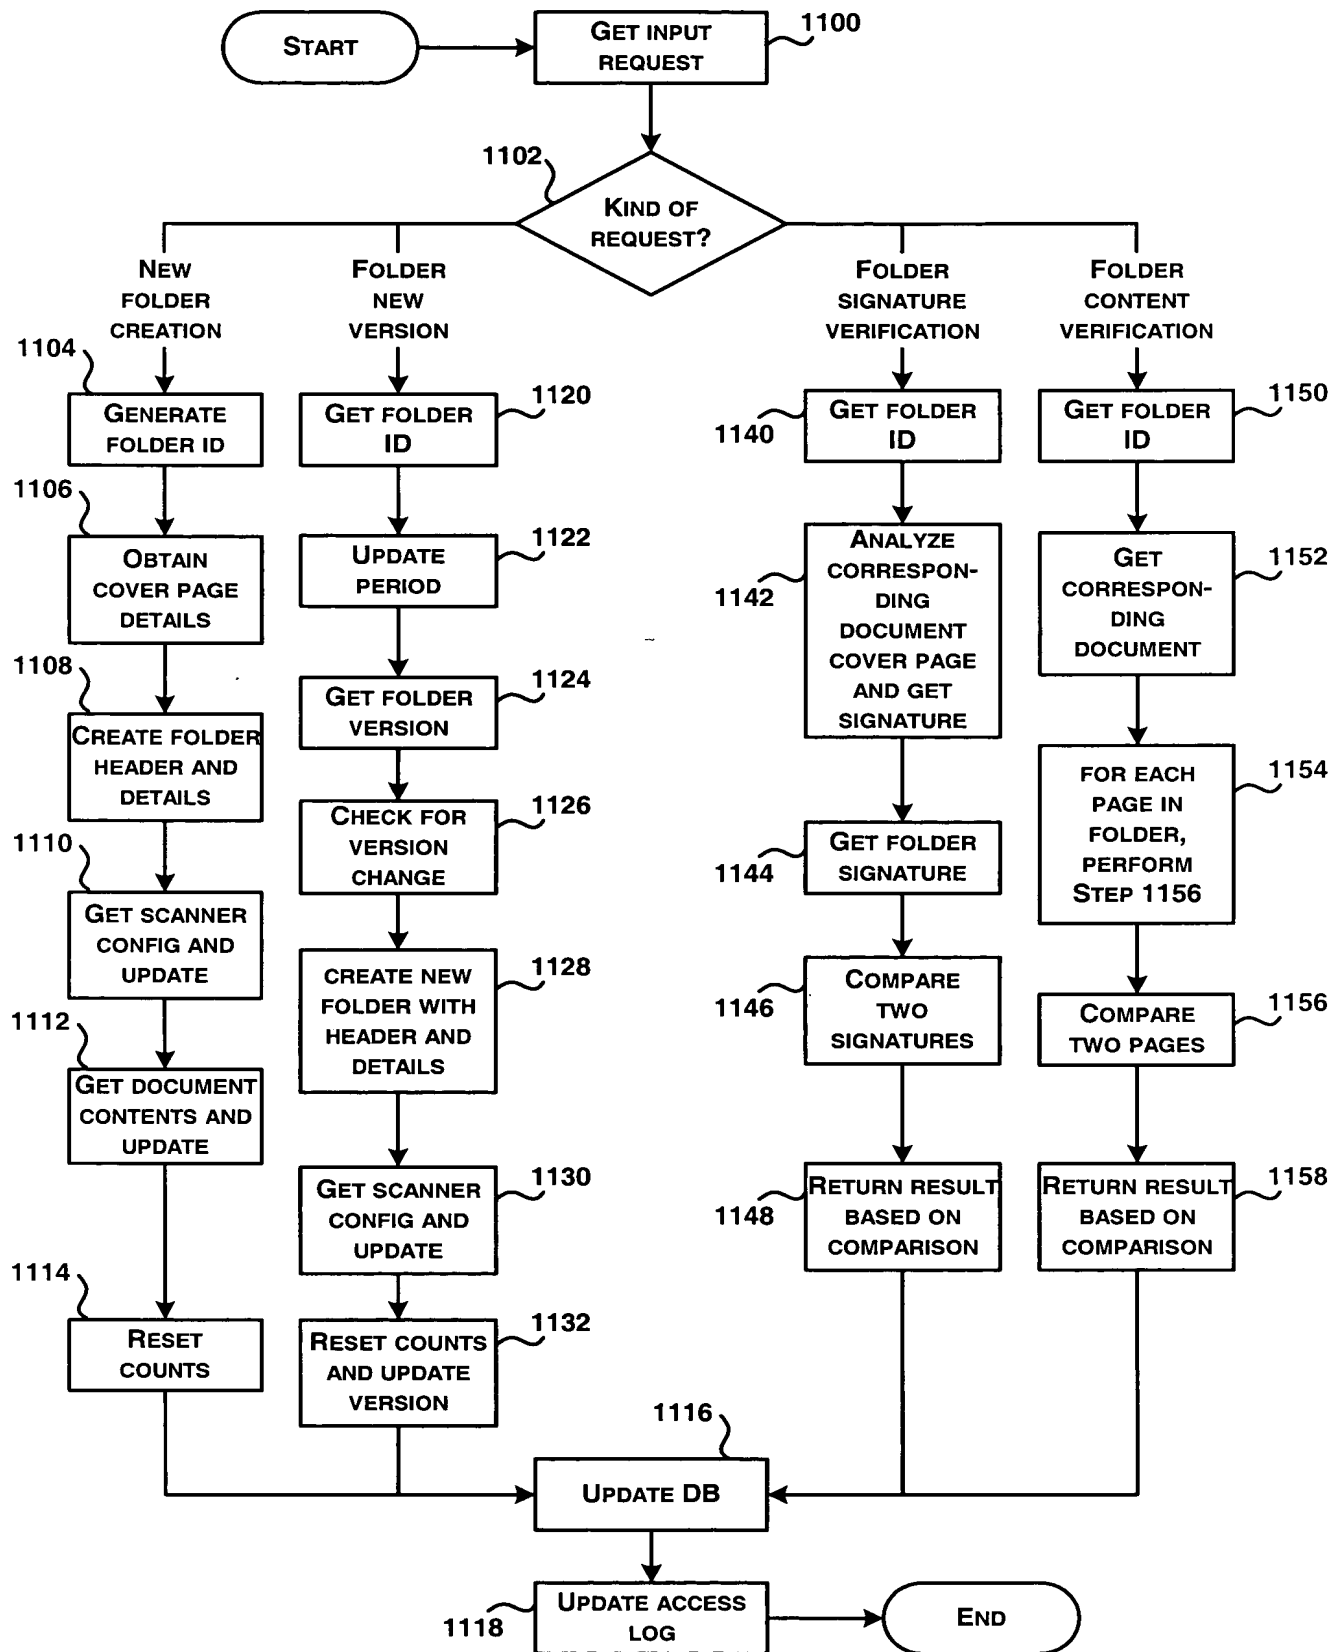 START
GET INPUT
REQUEST
1100
1102
KIND OF
REQUEST?
NEW
FOLDER
CREATION
1104
GENERATE
FOLDER ID
1106
OBTAIN
COVER PAGE
DETAILS
1108
CREATE FOLDER
HEADER AND
DETAILS
1110
GET SCANNER
CONFIG AND
UPDATE
1112
GET DOCUMENT
CONTENTS AND
UPDATE
1114
RESET
COUNTS
FOLDER
NEW
VERSION
1120
GET FOLDER
ID
1122
UPDATE
PERIOD
1124
GET FOLDER
VERSION
1126
CHECK FOR
VERSION
CHANGE
1128
CREATE NEW
FOLDER WITH
HEADER AND
DETAILS
1130
GET SCANNER
CONFIG AND
UPDATE
1132
RESET COUNTS
AND UPDATE
VERSION
FOLDER
SIGNATURE
VERIFICATION
1140
GET FOLDER
ID
1142
ANALYZE
CORRESPON-
DING
DOCUMENT
COVER PAGE
AND GET
SIGNATURE
1144
GET FOLDER
SIGNATURE
1146
COMPARE
TWO
SIGNATURES
1148
RETURN RESULT
BASED ON
COMPARISON
FOLDER
CONTENT
VERIFICATION
1150
GET FOLDER
ID
1152
GET
CORRESPON-
DING
DOCUMENT
1154
FOR EACH
PAGE IN
FOLDER,
PERFORM
STEP 1156
1156
COMPARE
TWO PAGES
1158
RETURN RESULT
BASED ON
COMPARISON
1116
UPDATE DB
1118
UPDATE ACCESS
LOG
END